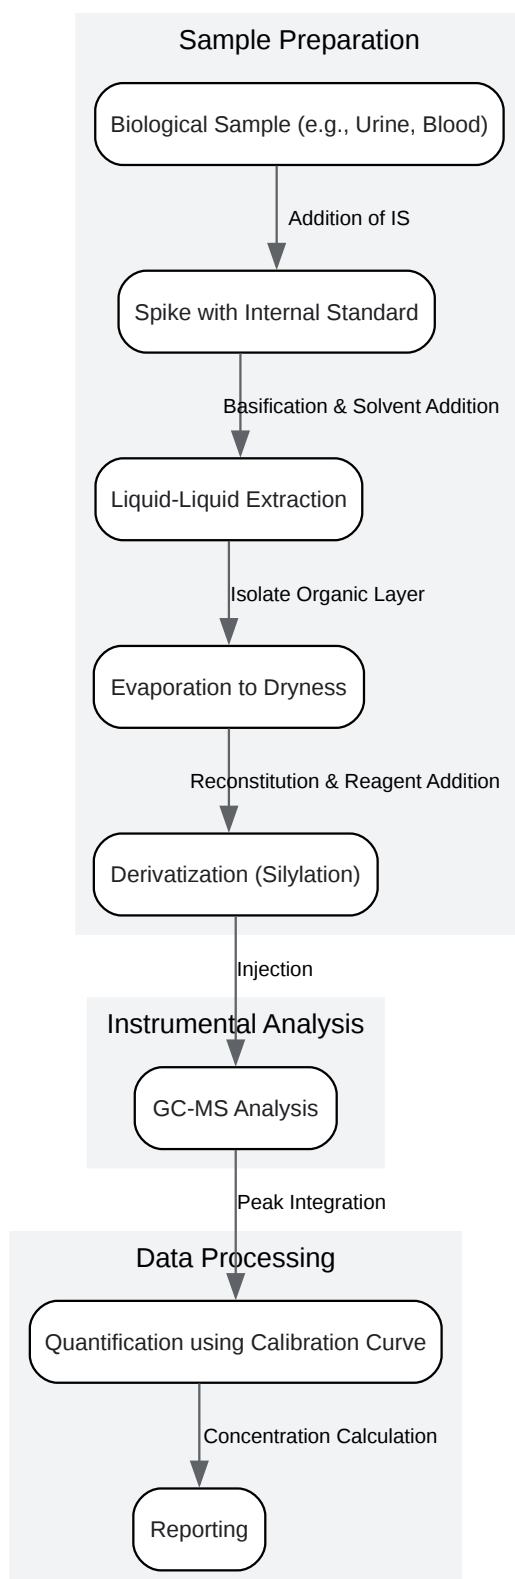 Sample Preparation
Biological Sample (e.g., Urine, Blood)
Addition of IS
Spike with Internal Standard
Basification & Solvent Addition
Liquid-Liquid Extraction
Isolate Organic Layer
Evaporation to Dryness
Reconstitution & Reagent Addition
Derivatization (Silylation)
Injection
Instrumental Analysis
GC-MS Analysis
Peak Integration
Data Processing
Quantification using Calibration Curve
Concentration Calculation
Reporting